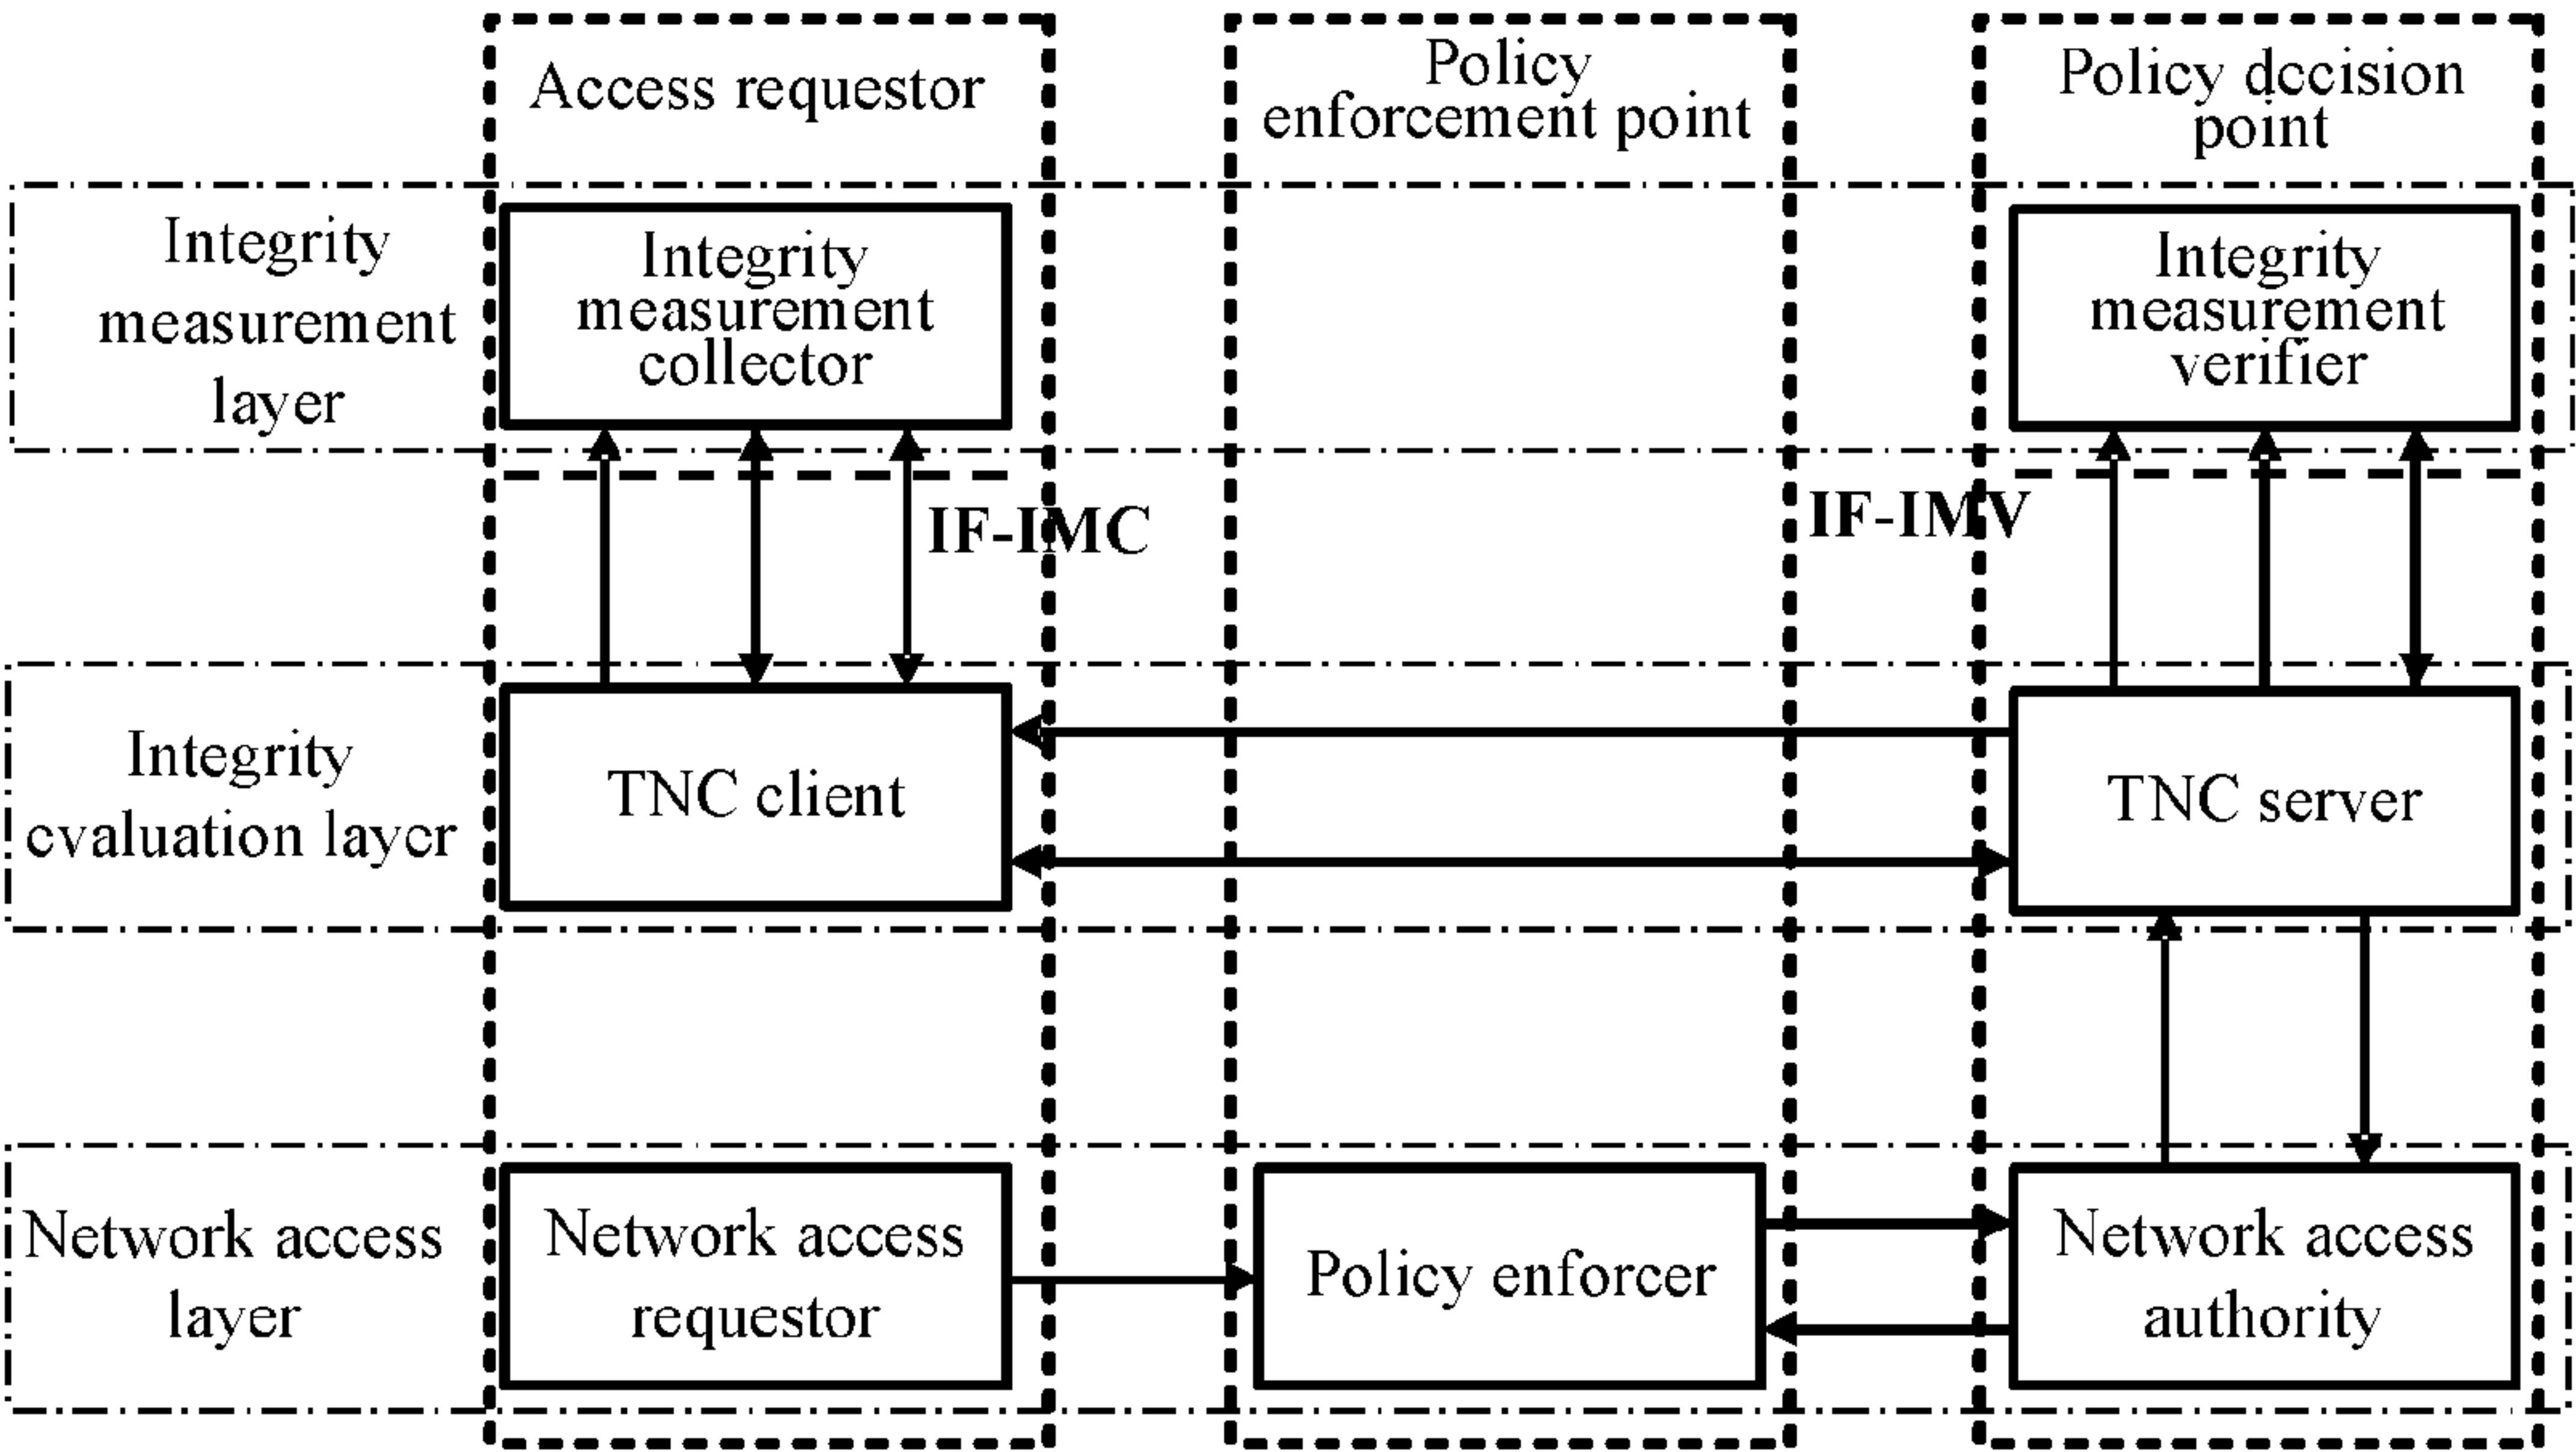 Access requestor
Policy
enforcement point
Policy dccision
point
Integrity
measurement
layer
Integrity
measurement
collector
Integrity
measurement
verifier
IF-IMC
IF-IMV
Integrity
cvaluation laycr
TNC client
TNC server
Network access
layer
Network access
requestor
Policy enforcer
Network access
authority